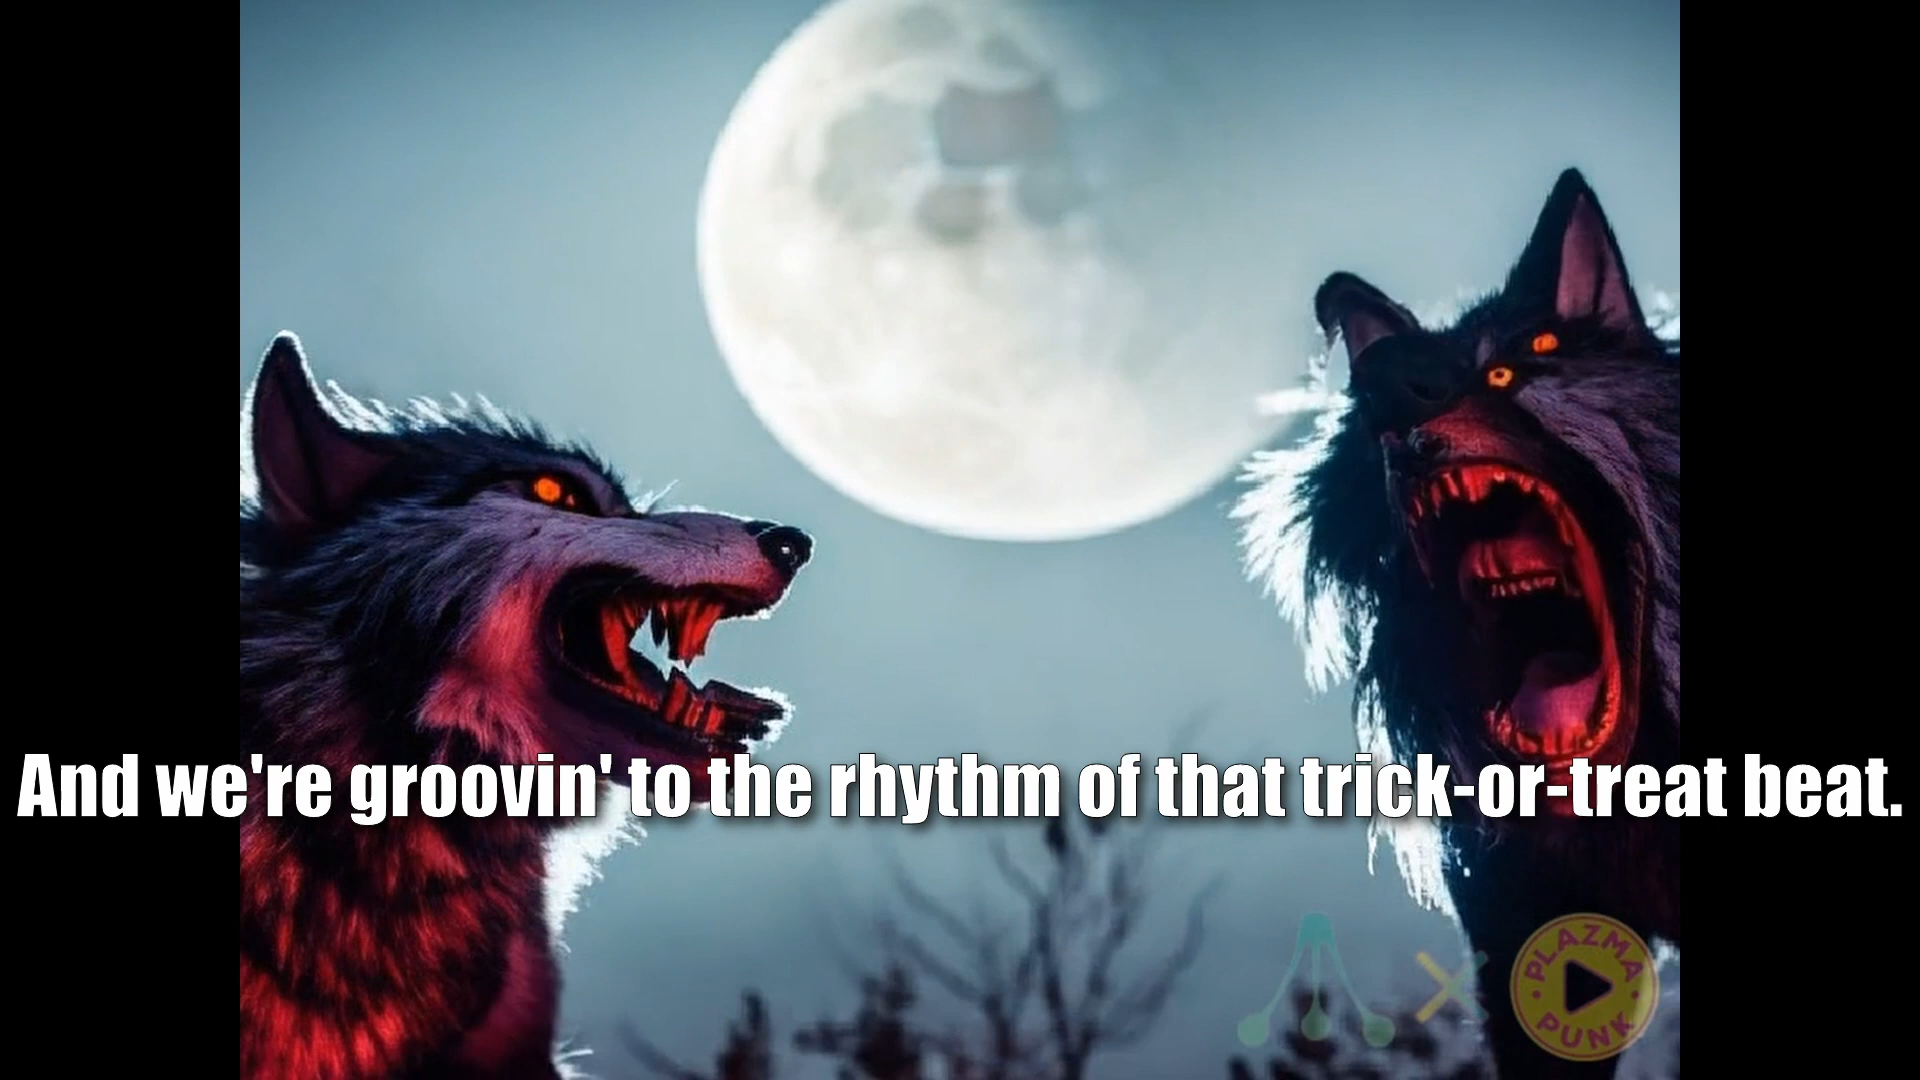 And we're groovin' to the rhythm of that trick-or-treat beat.
PLAZMA
PUNK